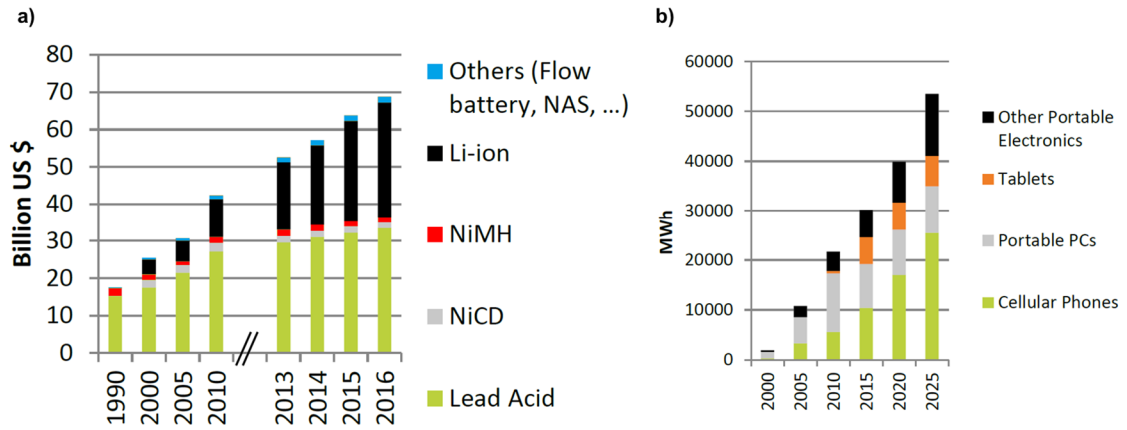 a)
Billion US $
80
70
60
50
40
30
20
10
0
1990
2000
2005
2010
2013
2014
2015
2016
Others (Flow
battery, NAS, ...)
Li-ion
NiMH
NiCD
Lead Acid
b)
MWh
60000
50000
40000
30000
20000
10000
0
2000
2005
2010
2015
2020
2025
Other Portable
Electronics
Tablets
Portable PCs
Cellular Phones